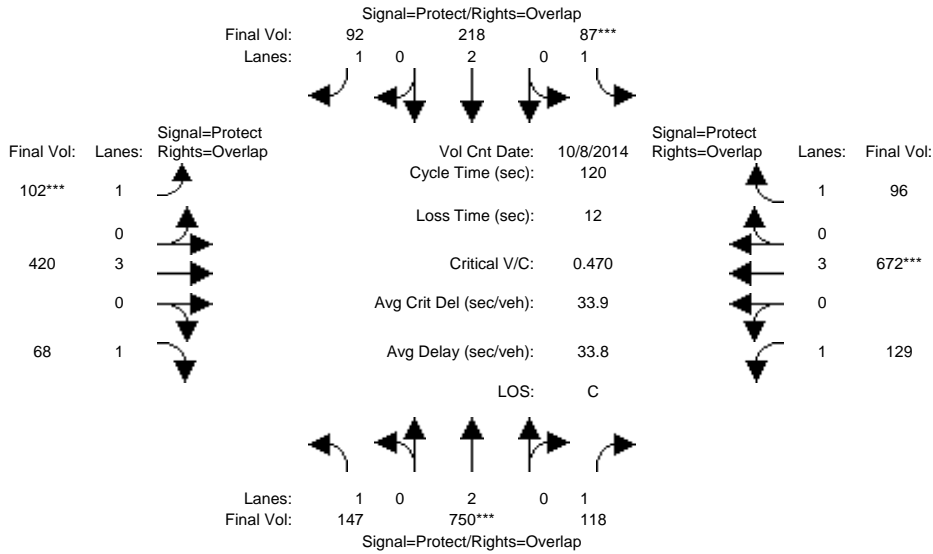 Signal=Protect/Rights=Overlap
Final Vol: 92 218 87***
Lanes: 1 0 2 0 1
Signal=Protect
Final Vol: Lanes: Rights=Overlap
Vol Cnt Date: 10/8/2014
Signal=Protect
Rights=Overlap Lanes: Final Vol:
Cycle Time (sec): 120
102*** 1
1 96
Loss Time (sec): 12
0
0
420 3
Critical V/C: 0.470
3 672***
0
Avg Crit Del (sec/veh): 33.9
0
68 1
Avg Delay (sec/veh): 33.8
1 129
LOS: C
Lanes: 1 0 2 0 1
Final Vol: 147 750*** 118
Signal=Protect/Rights=Overlap